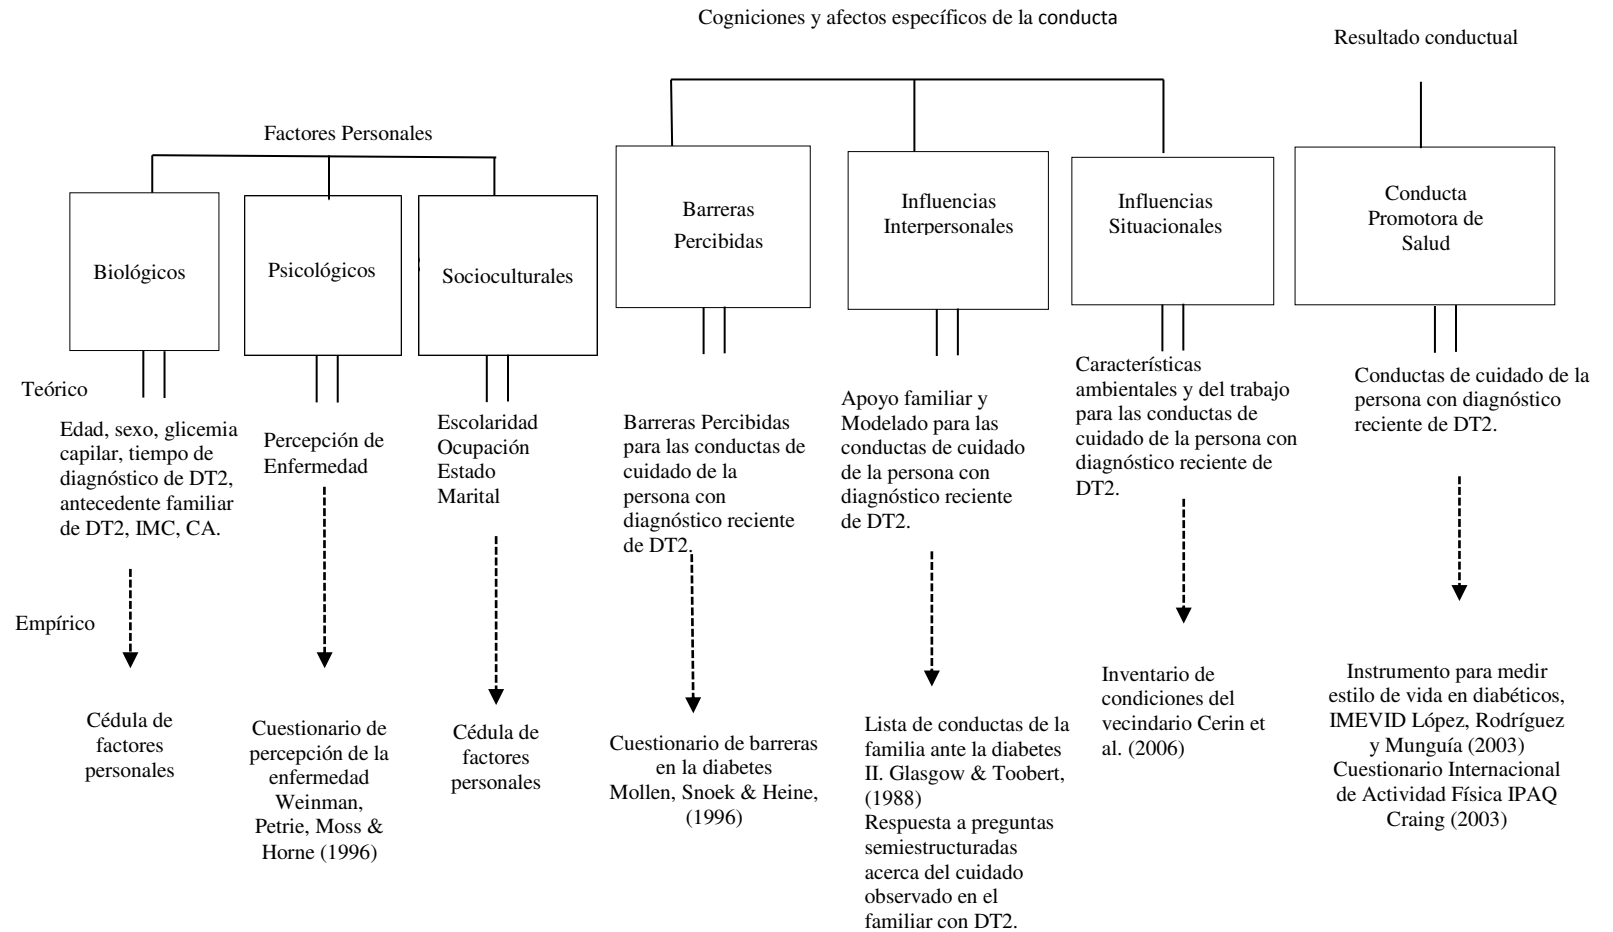 Cogniciones y afectos específicos de la conducta
Resultado conductual
Factores Personales
Biológicos
Psicológicos
Socioculturales
Barreras
Percibidas
Influencias
Interpersonales
Influencias
Situacionales
Conducta
Promotora de
Salud
Teórico
Edad, sexo, glicemia
capilar, tiempo de
diagnóstico de DT2,
antecedente familiar
de DT2, IMC, CA.
Percepción de
Enfermedad
Escolaridad
Ocupación
Estado
Marital
Barreras Percibidas
para las conductas de
cuidado de la
persona con
diagnóstico reciente
de DT2.
Apoyo familiar y
Modelado para las
conductas de cuidado
de la persona con
diagnóstico reciente
de DT2.
Características
ambientales y del trabajo
para las conductas de
cuidado de la persona con
diagnóstico reciente de
DT2.
Conductas de cuidado de la
persona con diagnóstico
reciente de DT2.
Empírico
Cédula de
factores
personales
Cuestionario de
percepción de la
enfermedad
Weinman,
Petrie, Moss &
Horne (1996)
Cédula de
factores
personales
Cuestionario de barreras
en la diabetes
Mollen, Snoek & Heine,
(1996)
Lista de conductas de la
familia ante la diabetes
II. Glasgow & Toobert,
(1988)
Respuesta a preguntas
semiestructuradas
acerca del cuidado
observado en el
familiar con DT2.
Inventario de
condiciones del
vecindario Cerin et
al. (2006)
Instrumento para medir
estilo de vida en diabéticos,
IMEVID López, Rodríguez
y Munguía (2003)
Cuestionario Internacional
de Actividad Física IPAQ
Craing (2003)